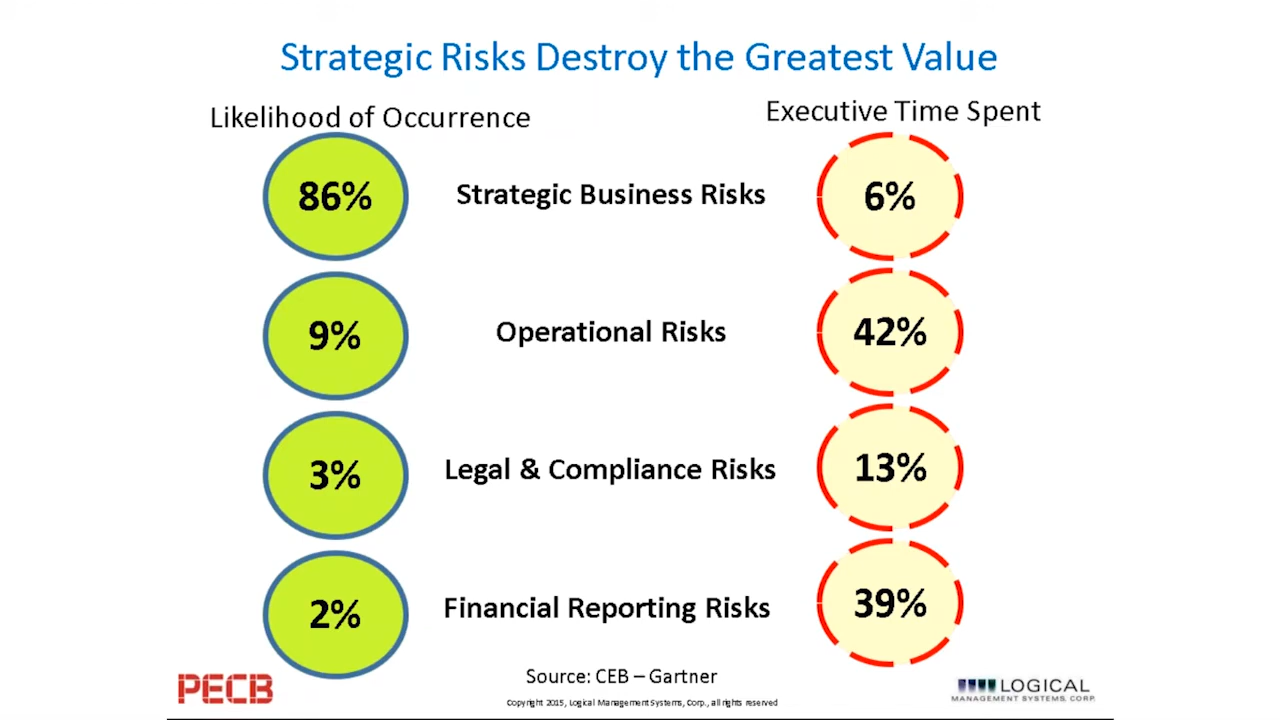 Strategic Risks Destroy the Greatest Value
Likelihood of Occurrence
Executive Time Spent
86%
Strategic Business Risks
6%
9%
Operational Risks
42%
3%
Legal & Compliance Risks
13%
2%
Financial Reporting Risks
39%
Source: CEB – Gartner
PECB
LOGICAL
MANAGEMENT SYSTEMS, CORP.
Copyright 2015, Logical Management Systems, Corp., all rights reserved